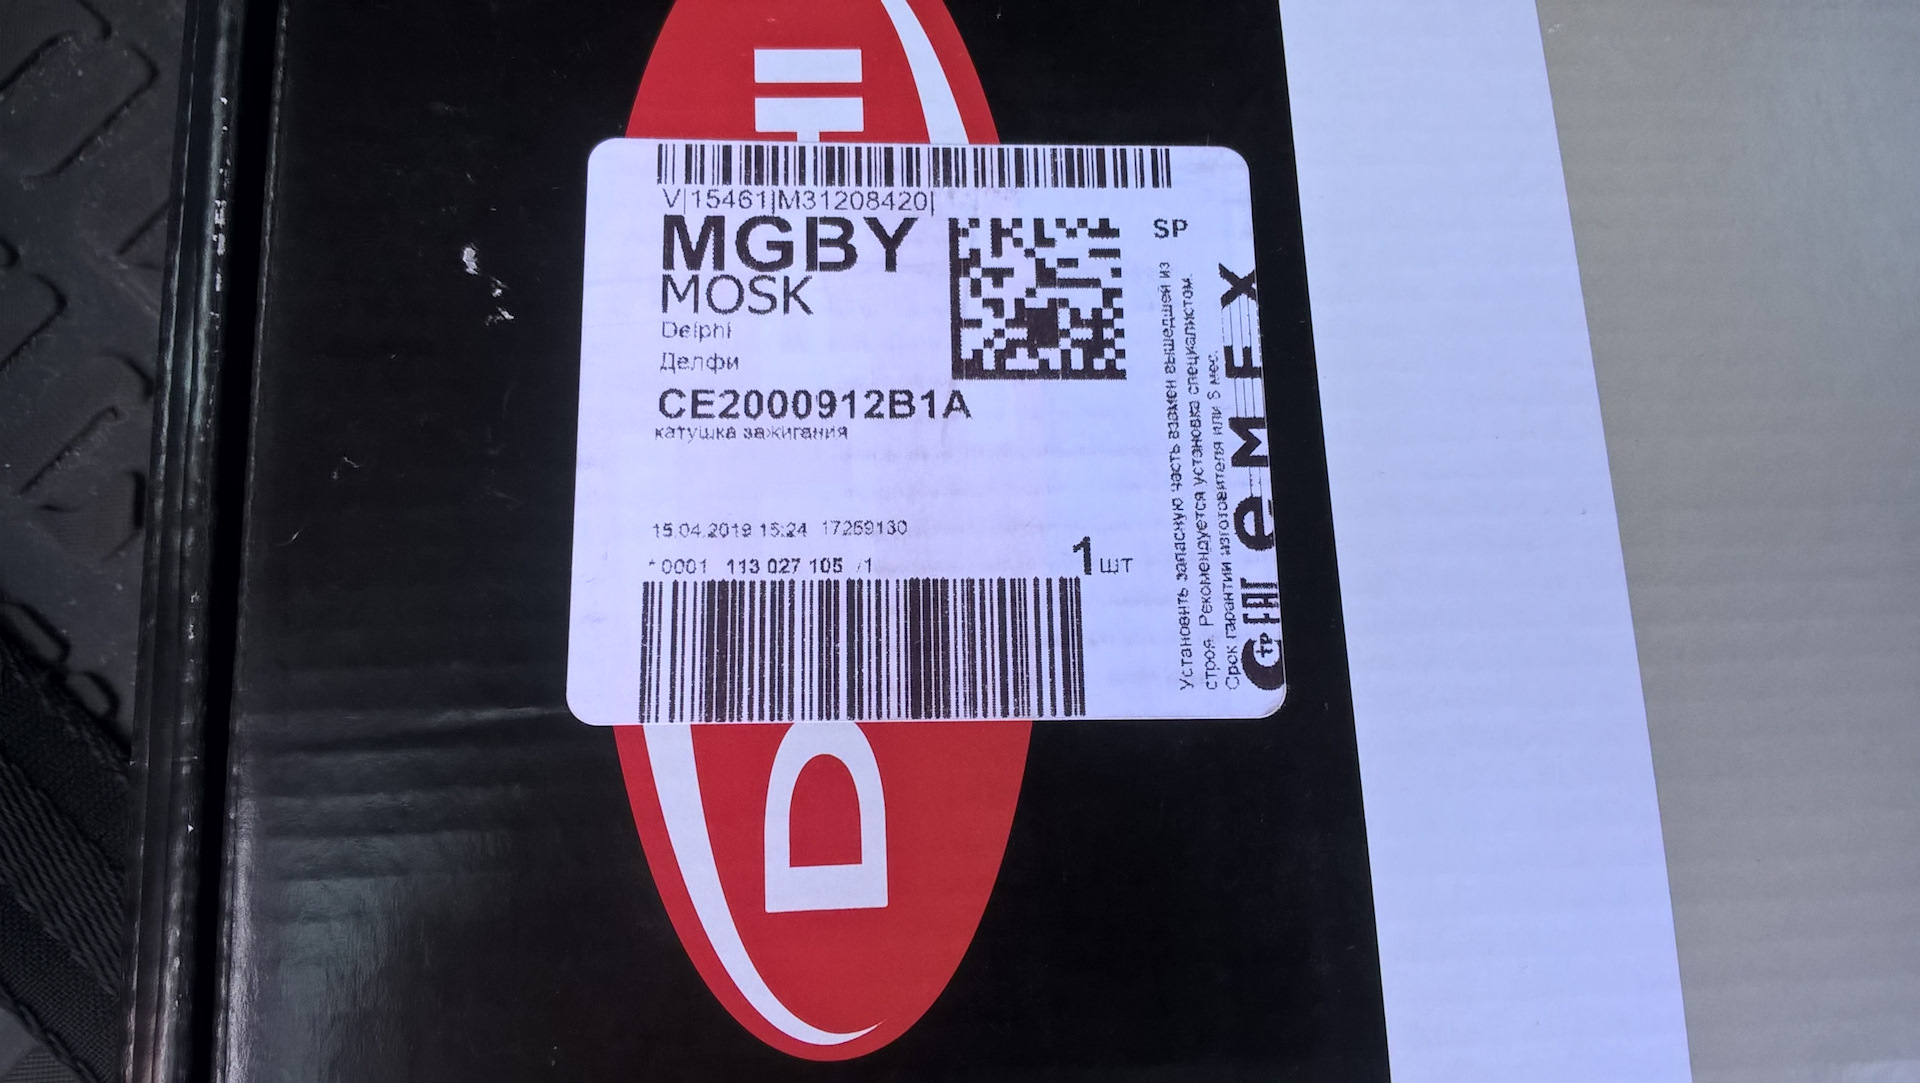 V|15461|M31208420|
MGBY
MOSK
SP
Delphi
Делфи
CE2000912B1A
катушка зажигания
15.04.2019 15:24 17259130
*0001 113 027 105 /1
1шт
Установить запасную часть взамен вышедшей из
строя. Рекомендуется установка специалистом.
Срок гарантии изготовителя или 6 мес.
eMEX
D